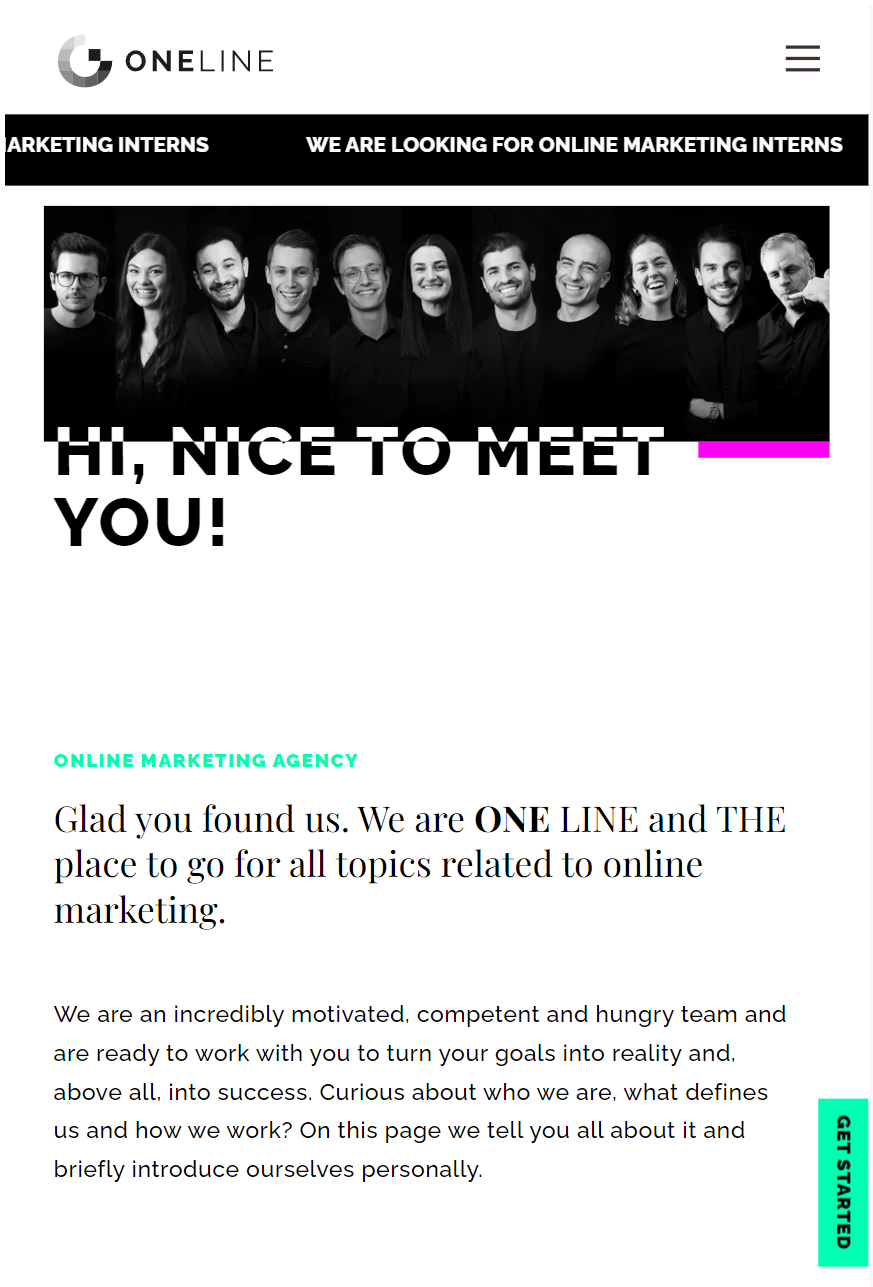 ONELINE
ARKETING INTERNS
WE ARE LOOKING FOR ONLINE MARKETING INTERNS
HI, NICE TO MEET
YOU!
ONLINE MARKETING AGENCY
Glad you found us. We are ONE LINE and THE
place to go for all topics related to online
marketing.
We are an incredibly motivated, competent and hungry team and
are ready to work with you to turn your goals into reality and,
above all, into success. Curious about who we are, what defines
us and how we work? On this page we tell you all about it and
briefly introduce ourselves personally.
GET STARTED